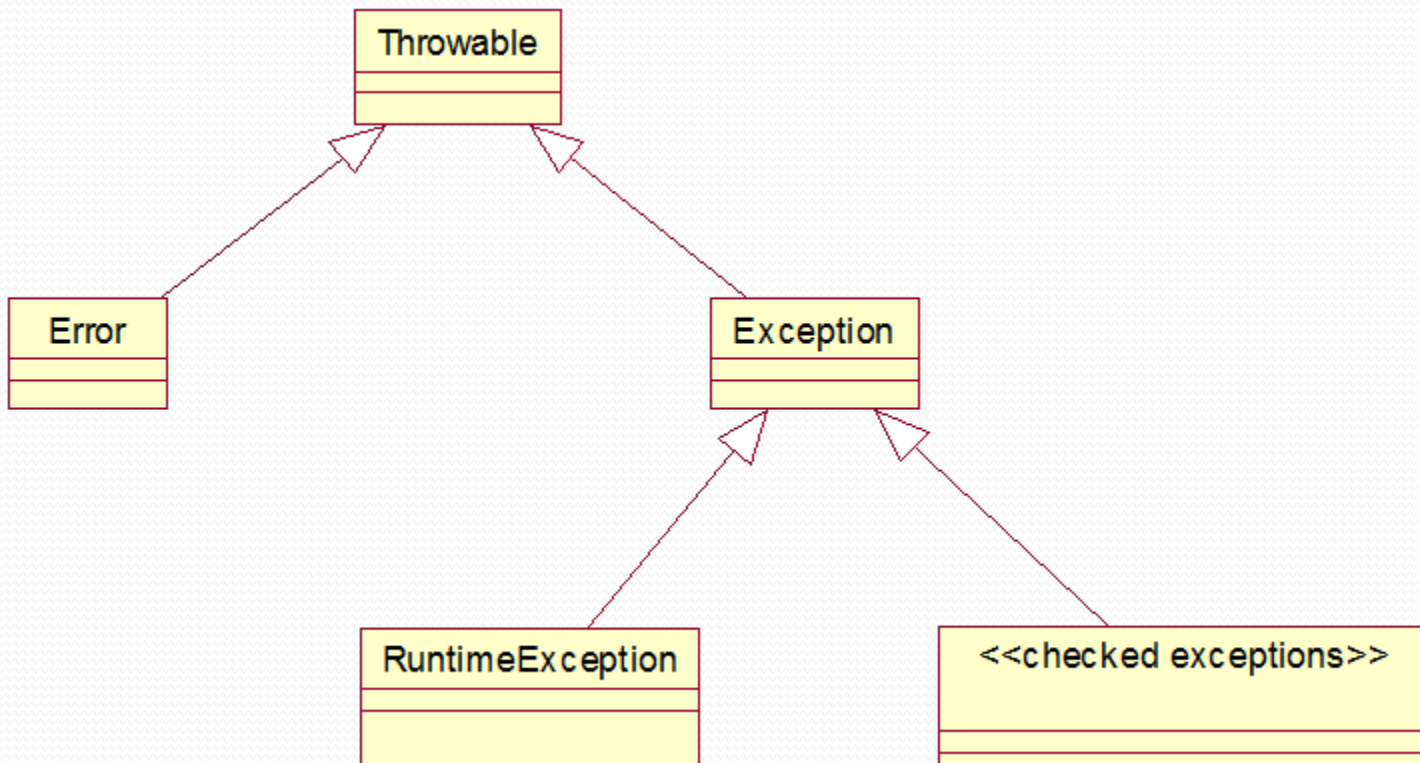 Throwable
Error
Exception
RuntimeException
<<checked exceptions>>